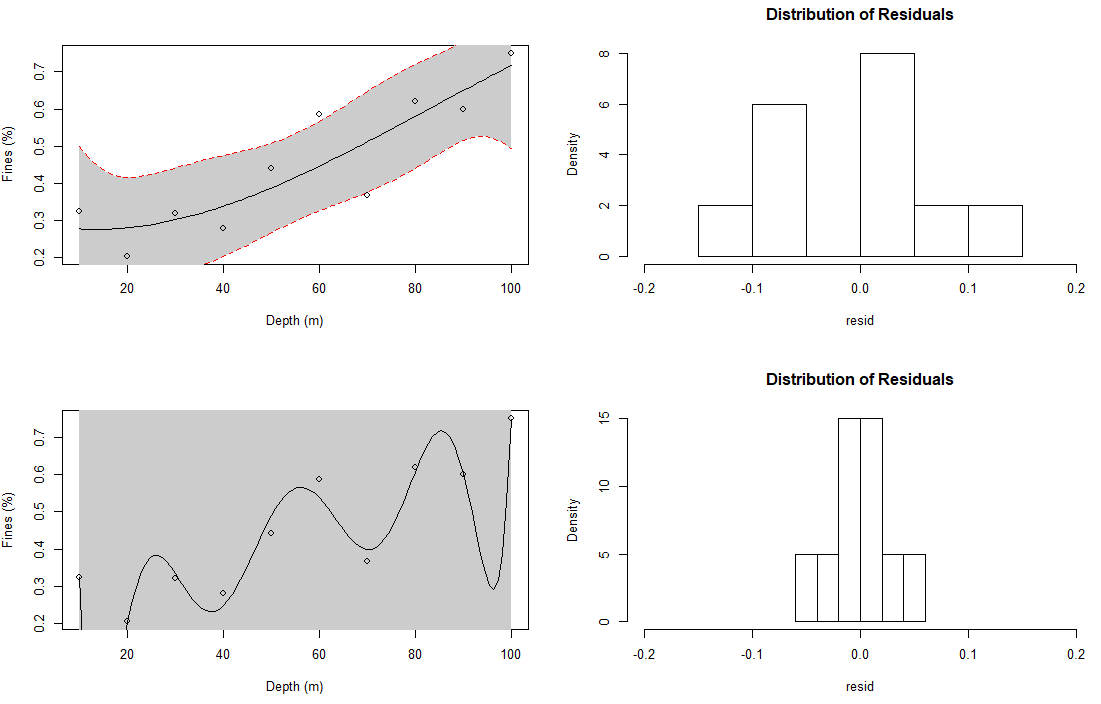 Fines (%)
0.2 0.3 0.4 0.5 0.6 0.7
20 40 60 80 100
Depth (m)
Distribution of Residuals
Density
0 2 4 6 8
-0.2 -0.1 0.0 0.1 0.2
resid
Fines (%)
0.2 0.3 0.4 0.5 0.6 0.7
20 40 60 80 100
Depth (m)
Distribution of Residuals
Density
0 5 10 15
-0.2 -0.1 0.0 0.1 0.2
resid